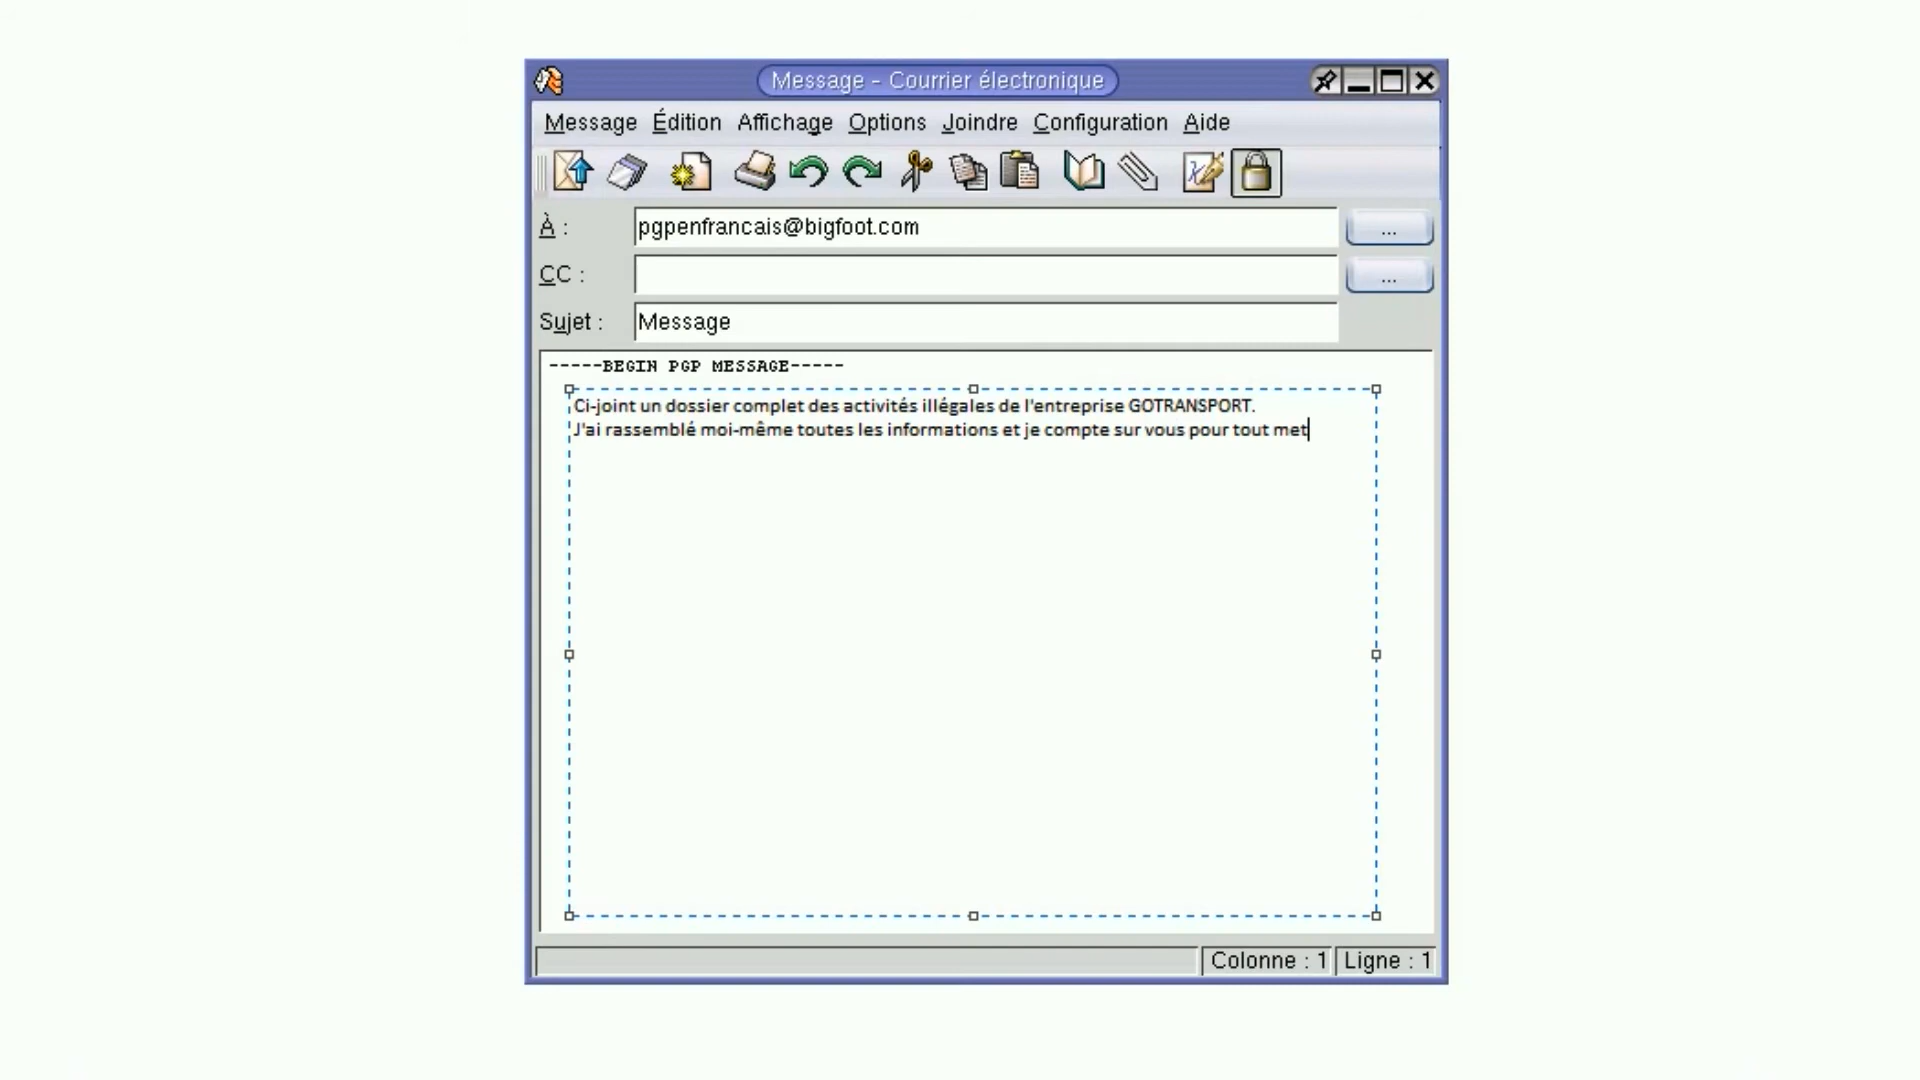 Message - Courrier électronique
Message Édition Affichage Options Joindre Configuration Aide
À : pgpenfrancais@bigfoot.com ...
CC : ...
Sujet : Message
-----BEGIN PGP MESSAGE-----
Ci-joint un dossier complet des activités illégales de l'entreprise GOTRANSPORT.
J'ai rassemblé moi-même toutes les informations et je compte sur vous pour tout met
Colonne : 1 Ligne : 1